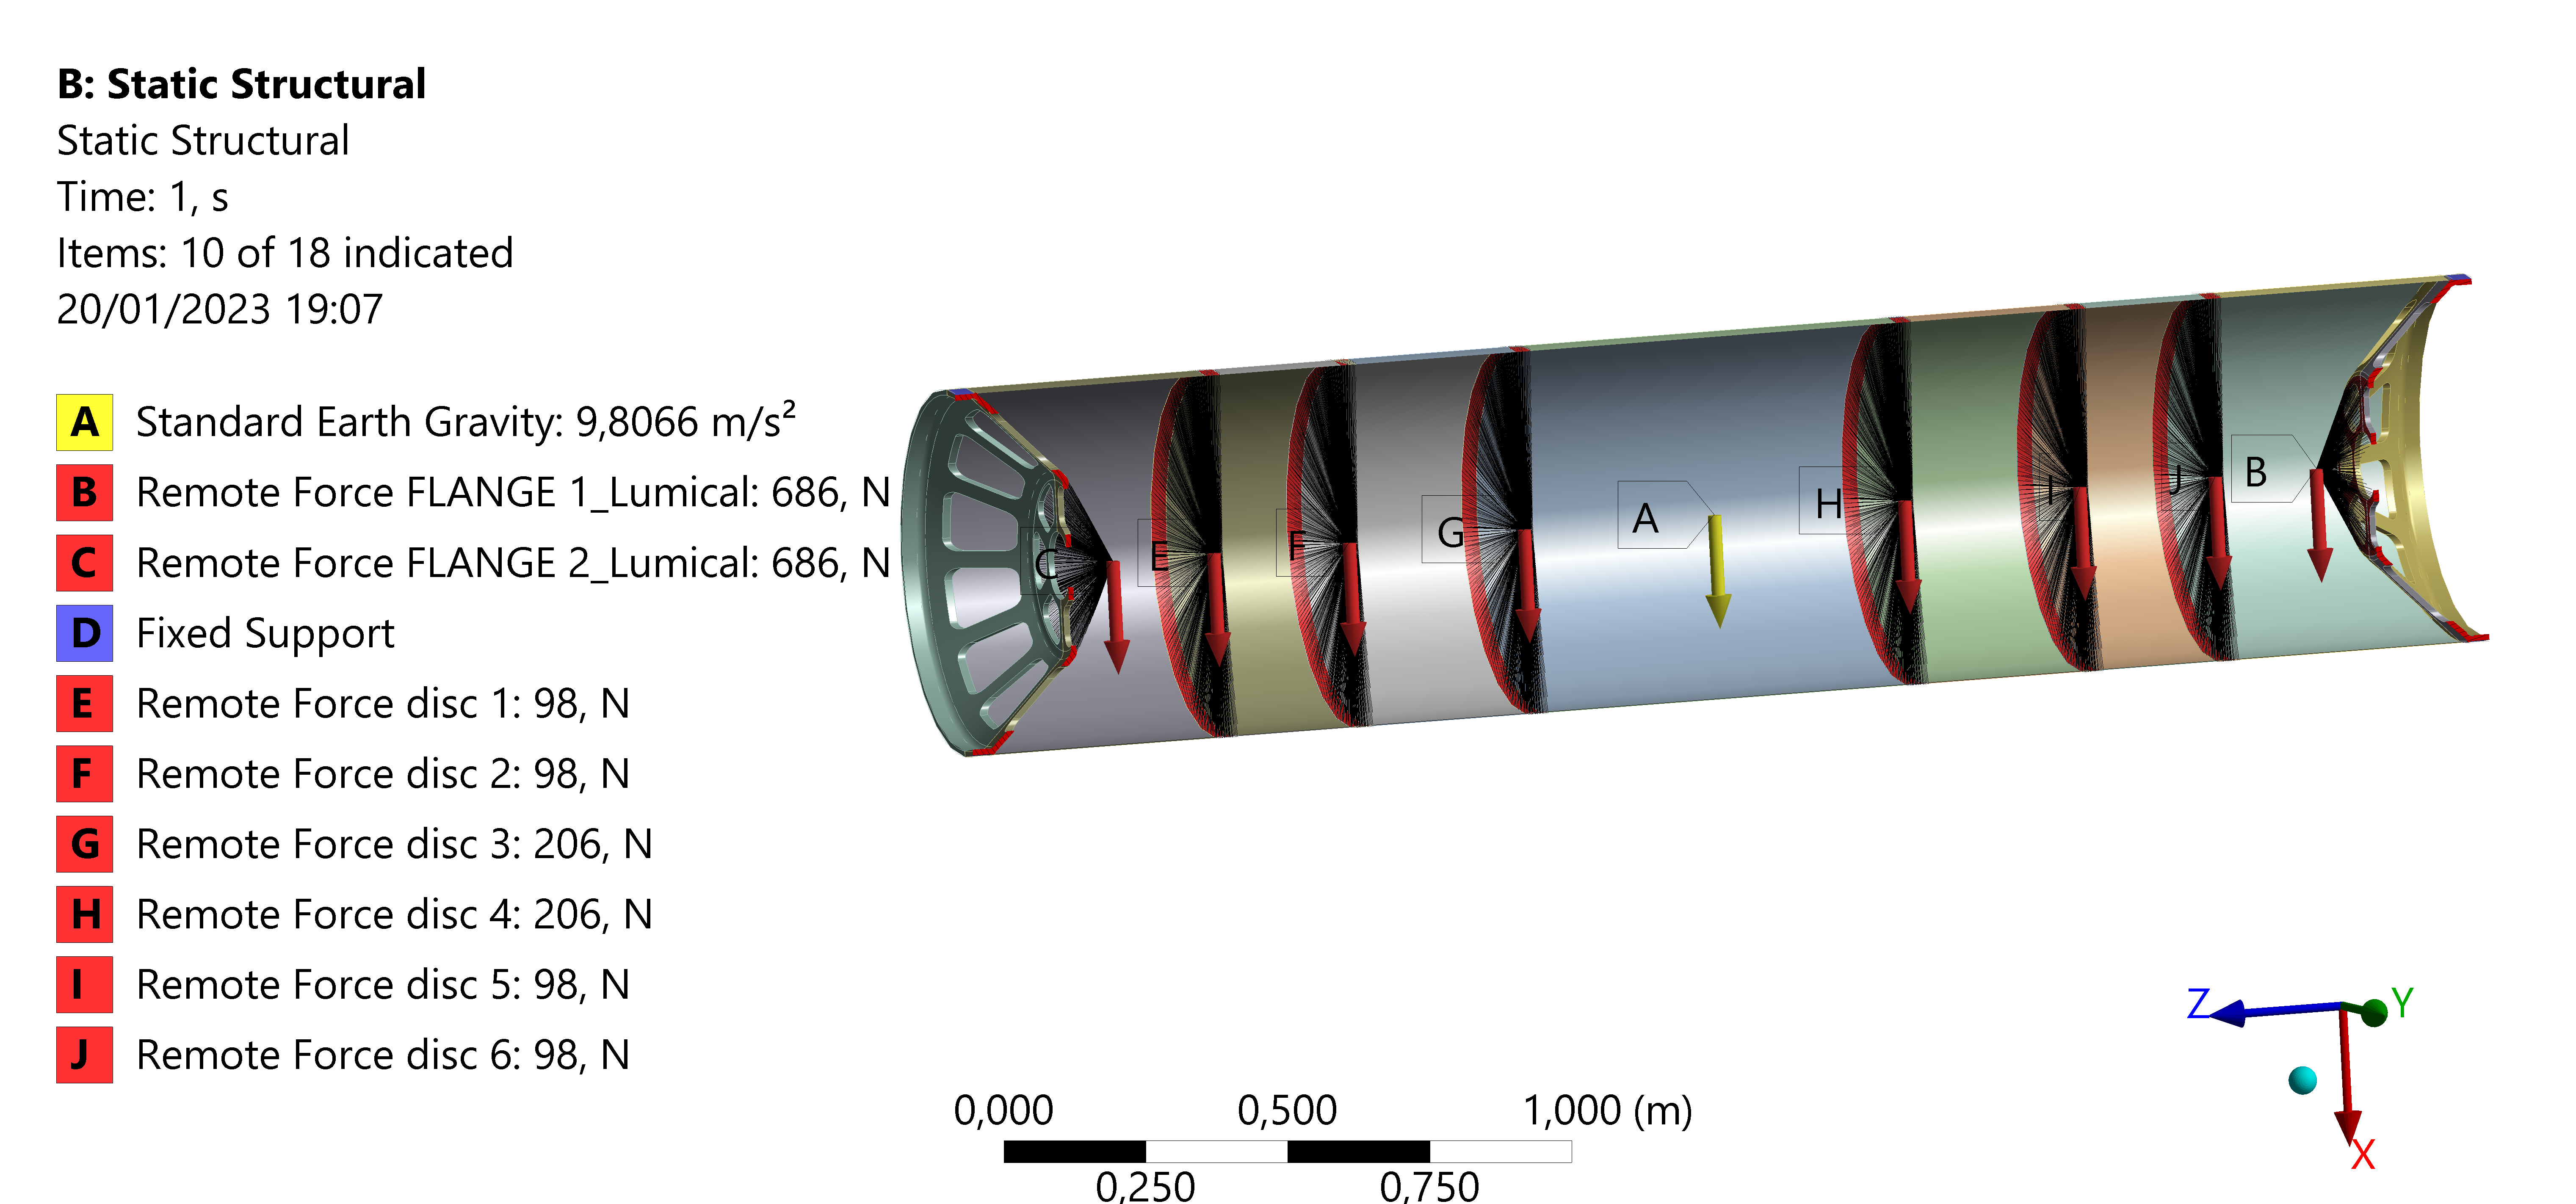 B: Static Structural
Static Structural
Time: 1, s
Items: 10 of 18 indicated
20/01/2023 19:07
A Standard Earth Gravity: 9,8066 m/s²
B Remote Force FLANGE 1_Lumical: 686, N
C Remote Force FLANGE 2_Lumical: 686, N
D Fixed Support
E Remote Force disc 1: 98, N
F Remote Force disc 2: 98, N
G Remote Force disc 3: 206, N
H Remote Force disc 4: 206, N
I Remote Force disc 5: 98, N
J Remote Force disc 6: 98, N
C E F G A H I J B
0,000 0,500 1,000 (m)
0,250 0,750
Z Y
X